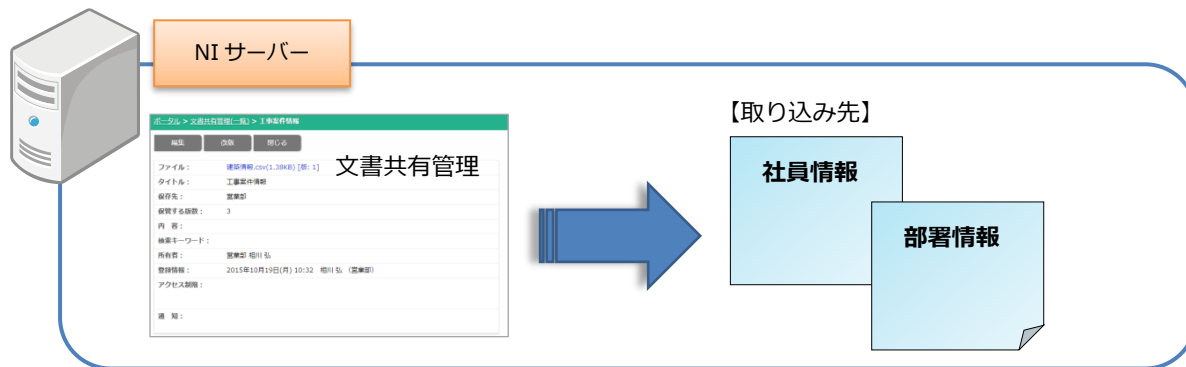 NI サーバー
ポータル > 文書共有管理(一覧) > 工事案件情報
編集 改版 閉じる
文書共有管理
ファイル： 建築情報.csv(1.38KB) [版: 1]
タイトル： 工事案件情報
保存先： 営業部
保管する版数： 3
内 容：
検索キーワード：
所有者： 営業部 相川 弘
登録情報： 2015年10月19日(月) 10:32 相川 弘 （営業部）
アクセス制限：
通 知：
【取り込み先】
社員情報
部署情報